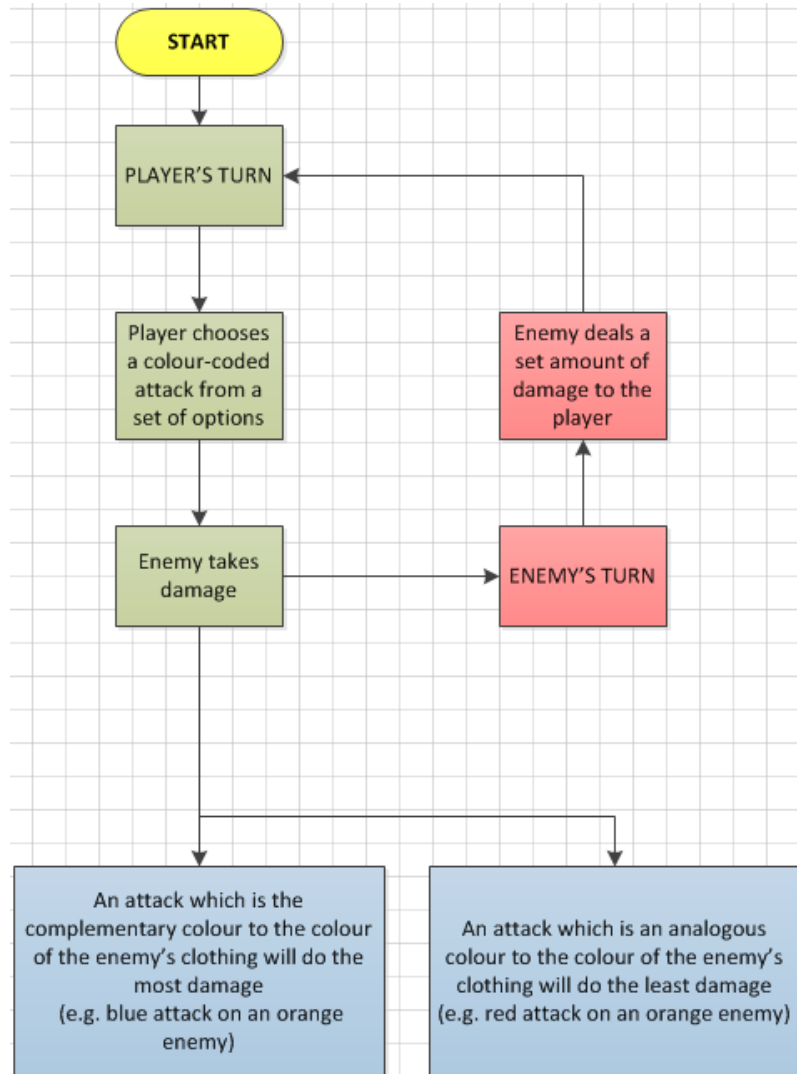 START
PLAYER’S TURN
Player chooses
a colour-coded
attack from a
set of options
Enemy deals a
set amount of
damage to the
player
Enemy takes
damage
ENEMY’S TURN
An attack which is the
complementary colour to the colour
of the enemy’s clothing will do the
most damage
(e.g. blue attack on an orange
enemy)
An attack which is an analogous
colour to the colour of the enemy’s
clothing will do the least damage
(e.g. red attack on an orange enemy)